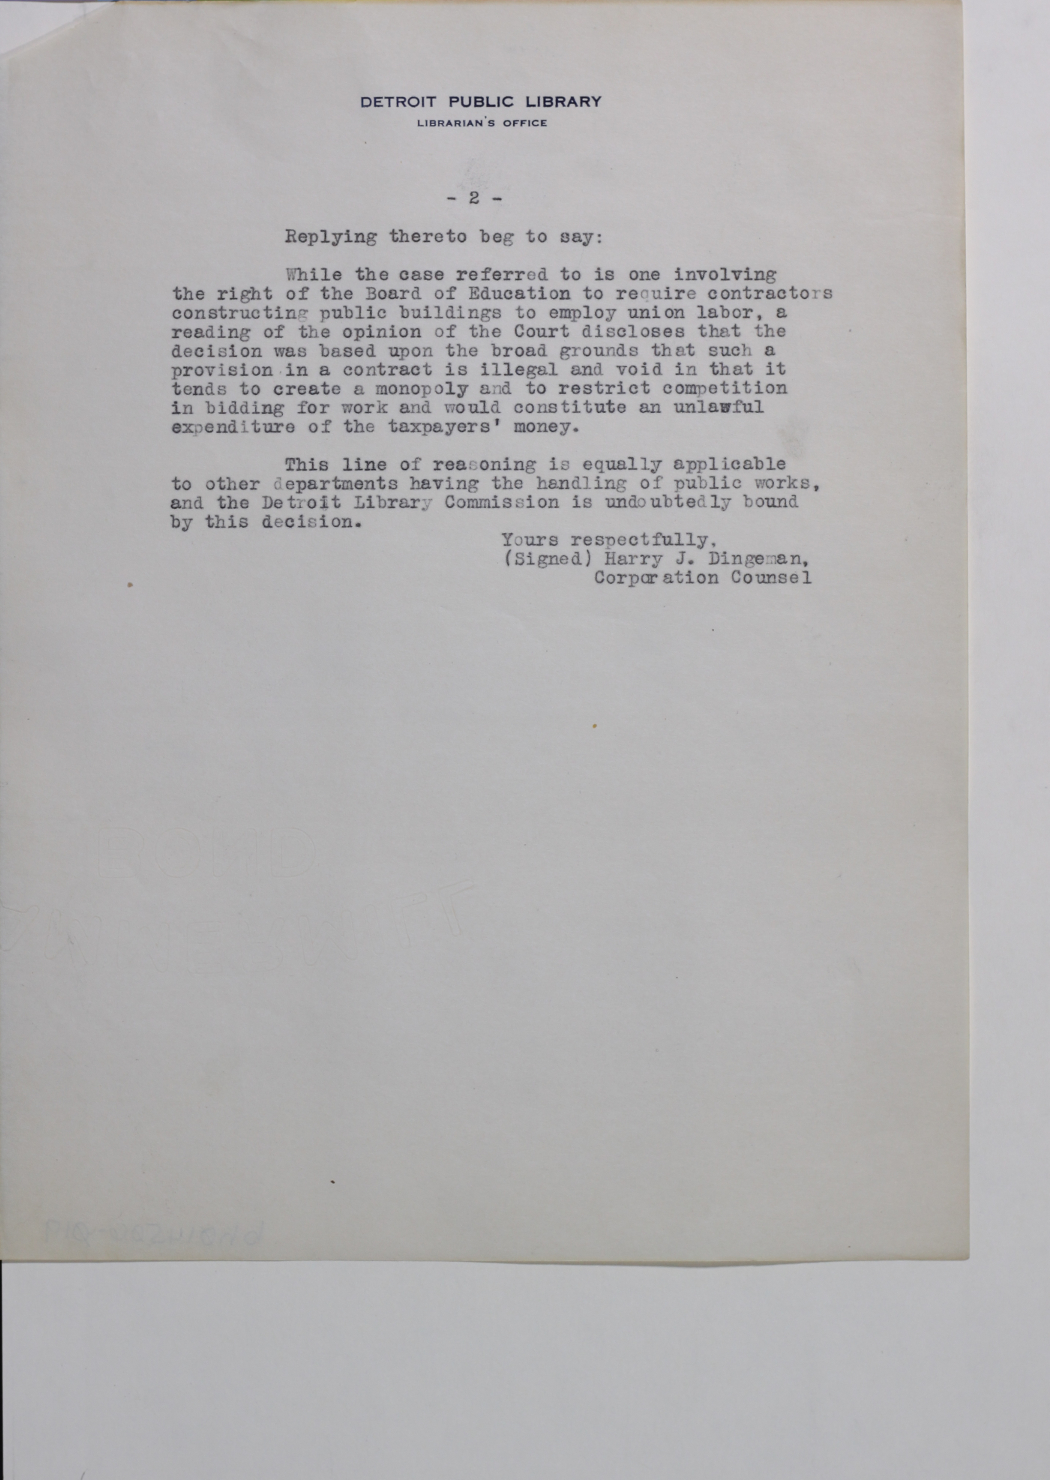 DETROIT PUBLIC LIBRARY
LIBRARIAN'S OFFICE
- 2 -
Replying thereto beg to say:
While the case referred to is one involving
the right of the Board of Education to require contractors
constructing public buildings to employ union labor, a
reading of the opinion of the Court discloses that the
decision was based upon the broad grounds that such a
provision in a contract is illegal and void in that it
tends to create a monopoly and to restrict competition
in bidding for work and would constitute an unlawful
expenditure of the taxpayers' money.
This line of reasoning is equally applicable
to other departments having the handling of public works,
and the Detroit Library Commission is undoubtedly bound
by this decision.
Yours respectfully,
(Signed) Harry J. Dingeman,
Corporation Counsel